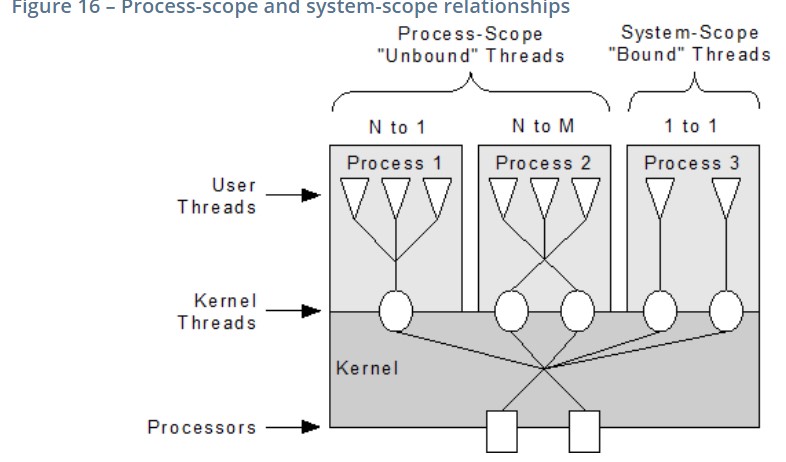 Figure 16 – Process-scope and system-scope relationships
Process-Scope
"Unbound" Threads
System-Scope
"Bound" Threads
N to 1
N to M
1 to 1
Process 1
Process 2
Process 3
User
Threads
Kernel
Threads
Kernel
Processors